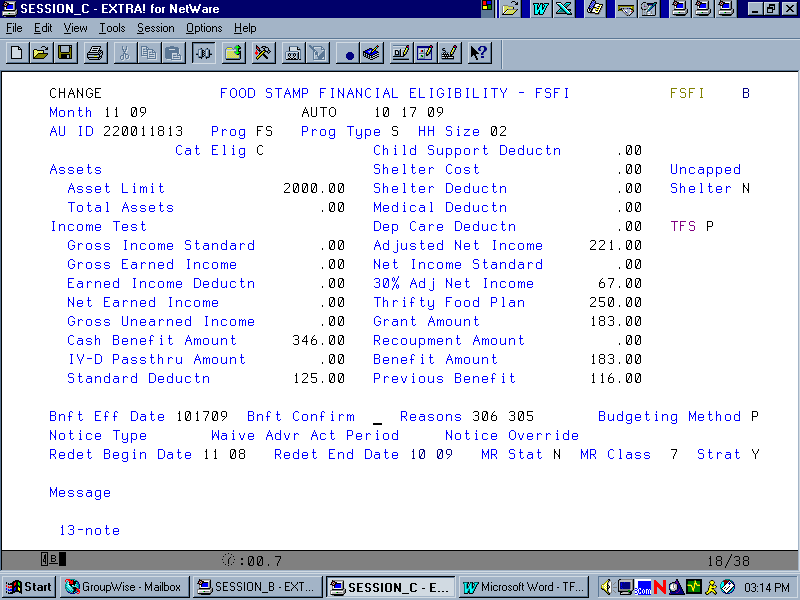 SESSION_C - EXTRA! for NetWare
File Edit View Tools Session Options Help
CHANGE FOOD STAMP FINANCIAL ELIGIBILITY - FSFI FSFI B
Month 11 09 AUTO 10 17 09
AU ID 220011813 Prog FS Prog Type S HH Size 02
Cat Elig C Child Support Deductn .00
Assets Shelter Cost .00 Uncapped
Asset Limit 2000.00 Shelter Deductn .00 Shelter N
Total Assets .00 Medical Deductn .00
Income Test Dep Care Deductn .00 TFS P
Gross Income Standard .00 Adjusted Net Income 221.00
Gross Earned Income .00 Net Income Standard .00
Earned Income Deductn .00 30% Adj Net Income 67.00
Net Earned Income .00 Thrifty Food Plan 250.00
Gross Unearned Income .00 Grant Amount 183.00
Cash Benefit Amount 346.00 Recoupment Amount .00
IV-D Passthru Amount .00 Benefit Amount 183.00
Standard Deductn 125.00 Previous Benefit 116.00
Bnft Eff Date 101709 Bnft Confirm _ Reasons 306 305 Budgeting Method P
Notice Type Waive Advr Act Period Notice Override
Redet Begin Date 11 08 Redet End Date 10 09 MR Stat N MR Class 7 Strat Y
Message
13-note
:00.7 18/38
Start GroupWise - Mailbox SESSION_B - EXT... SESSION_C - E... Microsoft Word - TF... 03:14 PM